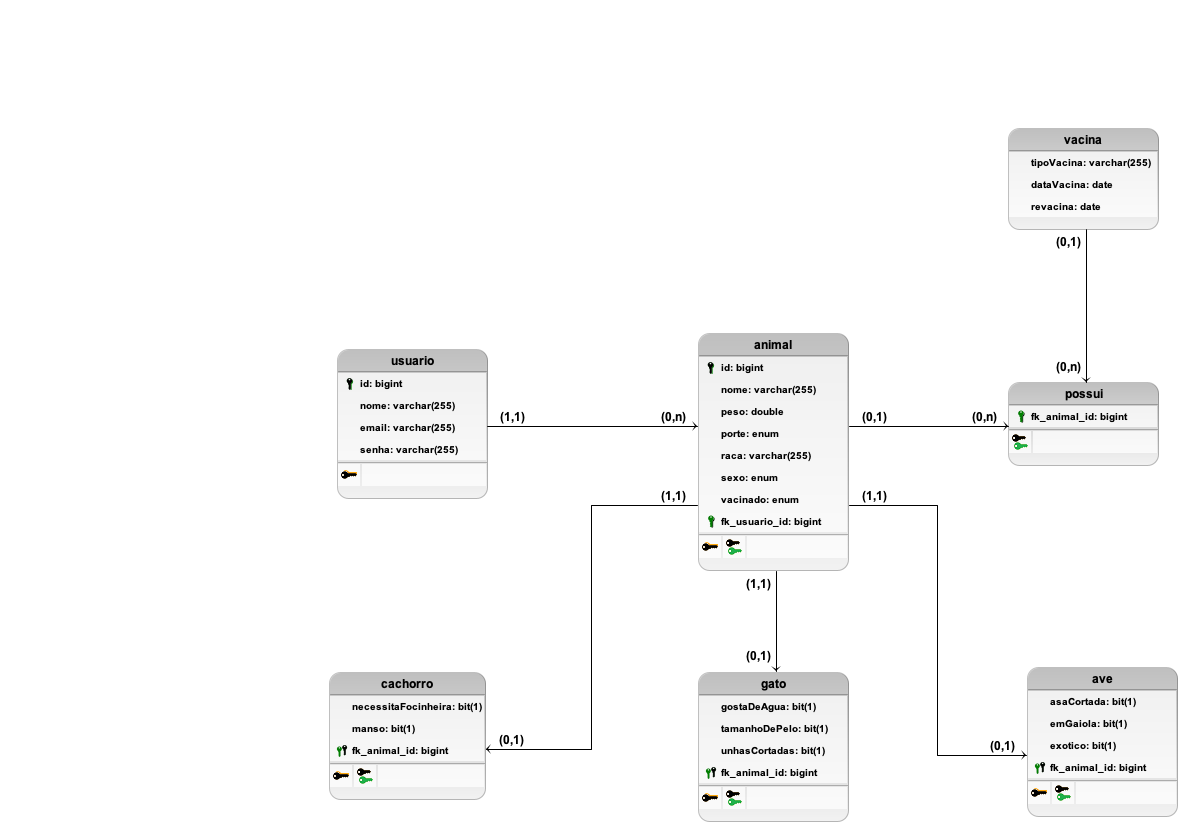 vacina
tipoVacina: varchar(255)
dataVacina: date
revacina: date
(0,1)
(0,n)
possui
fk_animal_id: bigint
usuario
id: bigint
nome: varchar(255)
email: varchar(255)
senha: varchar(255)
(1,1)
(0,n)
animal
id: bigint
nome: varchar(255)
peso: double
porte: enum
raca: varchar(255)
sexo: enum
vacinado: enum
fk_usuario_id: bigint
(0,1)
(0,n)
(1,1)
(1,1)
(1,1)
(0,1)
cachorro
necessitaFocinheira: bit(1)
manso: bit(1)
fk_animal_id: bigint
(0,1)
gato
gostaDeAgua: bit(1)
tamanhoDePelo: bit(1)
unhasCortadas: bit(1)
fk_animal_id: bigint
(0,1)
ave
asaCortada: bit(1)
emGaiola: bit(1)
exotico: bit(1)
fk_animal_id: bigint